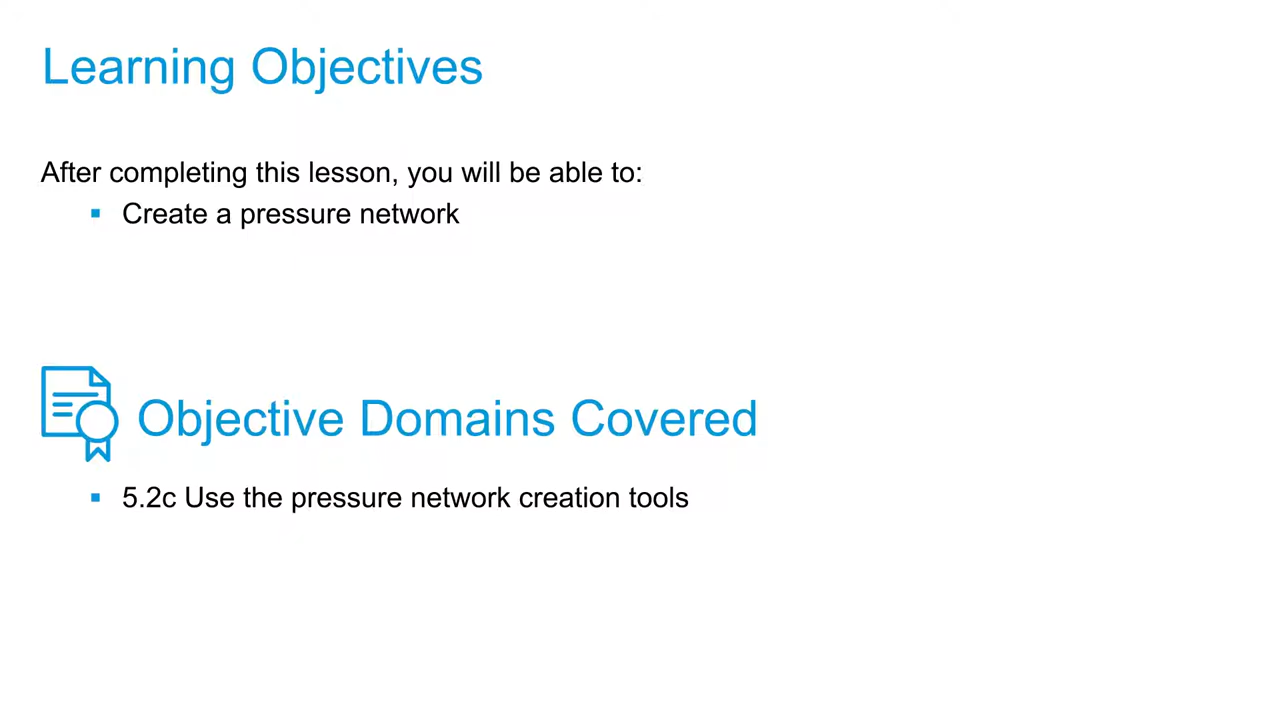 Learning Objectives
After completing this lesson, you will be able to:
▪ Create a pressure network
Objective Domains Covered
▪ 5.2c Use the pressure network creation tools